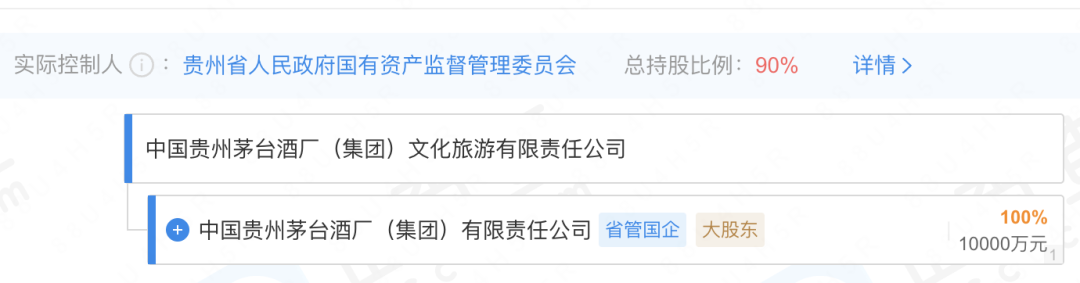 实际控制人 i ： 贵州省人民政府国有资产监督管理委员会 总持股比例： 90% 详情 >
中国贵州茅台酒厂（集团）文化旅游有限责任公司
+ 中国贵州茅台酒厂（集团）有限责任公司 省管国企 大股东 100%
10000万元
1